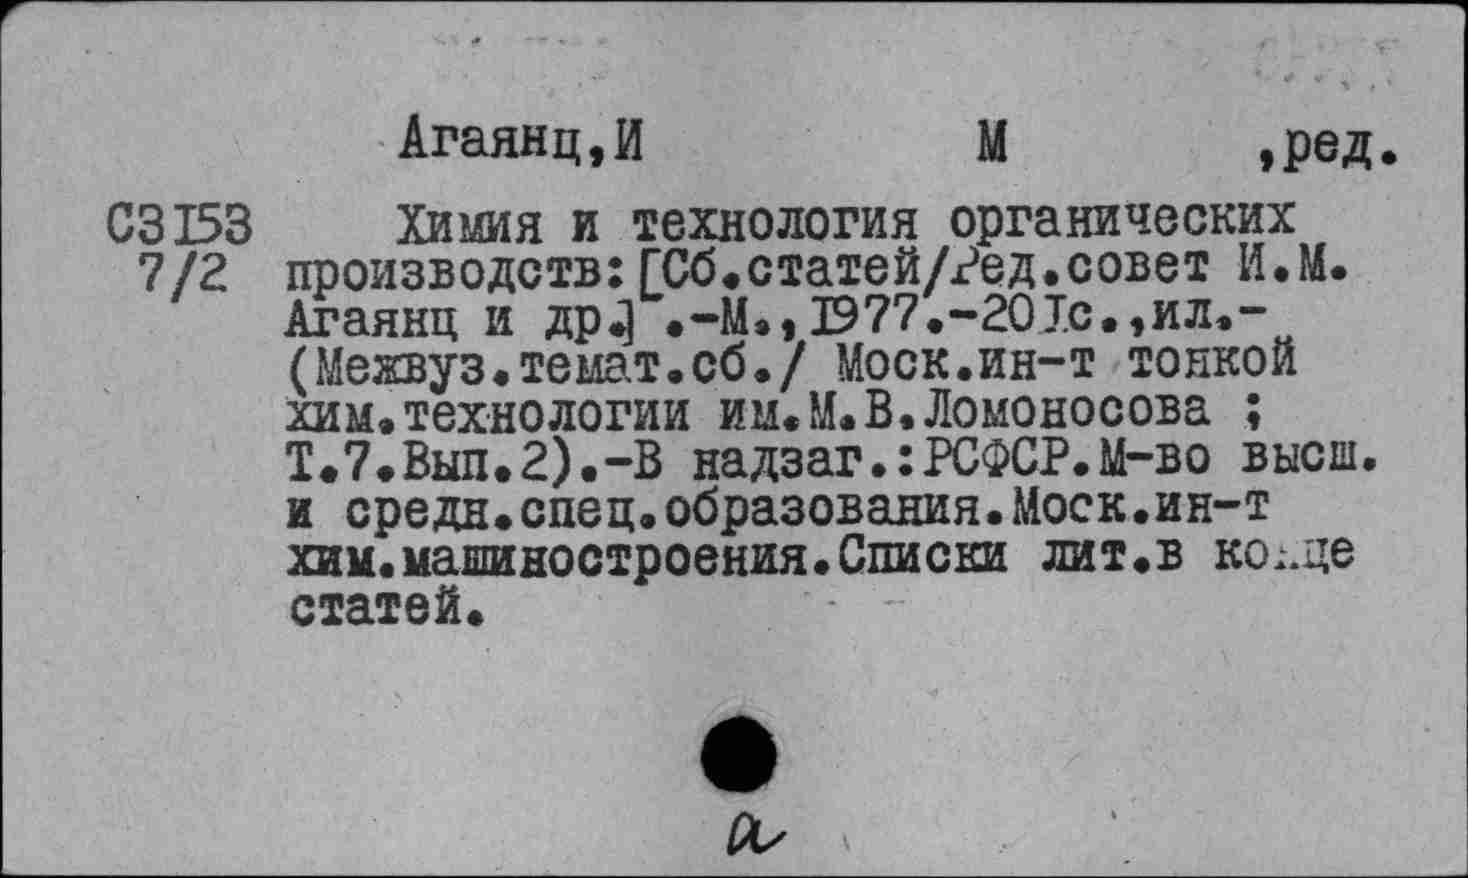 Агаянц,И М ,ред.
С3153 Химия и технология органических
7/2 производств:[Сб.статей/Ред.совет И.М.
Агаянц и др.] .-М.,1977.-201с.,ил.-
(Межвуз.темат.сб./ Моск.ин-т тонкой
хим.технологии им.М.В.Ломоносова ;
Т.7.Вып.2).-В надзаг.:РСФСР.М-во высш.
и средн.спец.образования.Моск.ин-т
хим.машиностроения.Списки лит.в конце
статей.